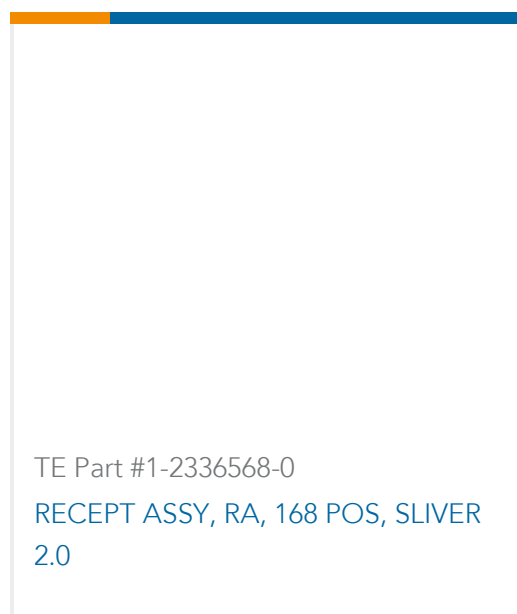 TE Part #1-2336568-0
RECEPT ASSY, RA, 168 POS, SLIVER
2.0